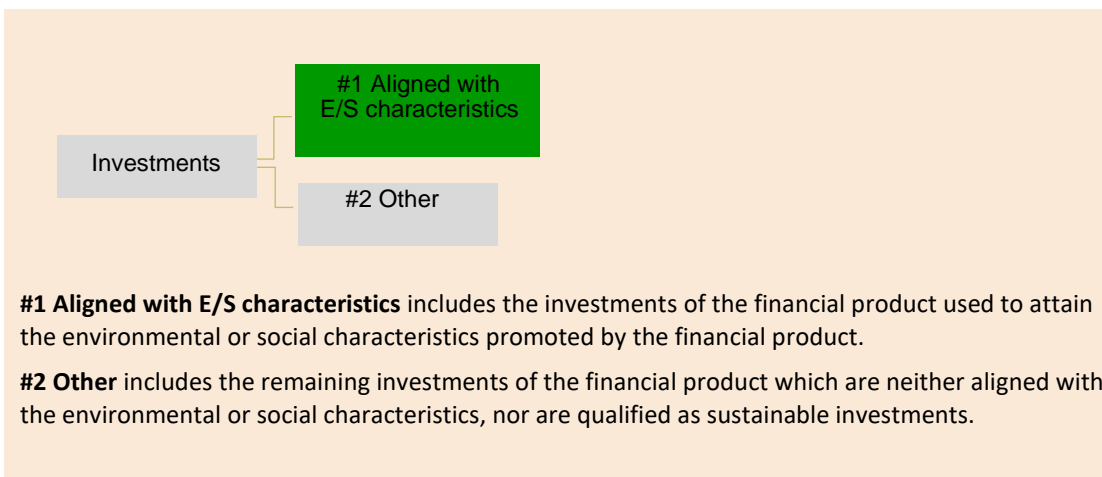 #1 Aligned with
E/S characteristics
Investments
#2 Other
#1 Aligned with E/S characteristics includes the investments of the financial product used to attain
the environmental or social characteristics promoted by the financial product.
#2 Other includes the remaining investments of the financial product which are neither aligned with
the environmental or social characteristics, nor are qualified as sustainable investments.